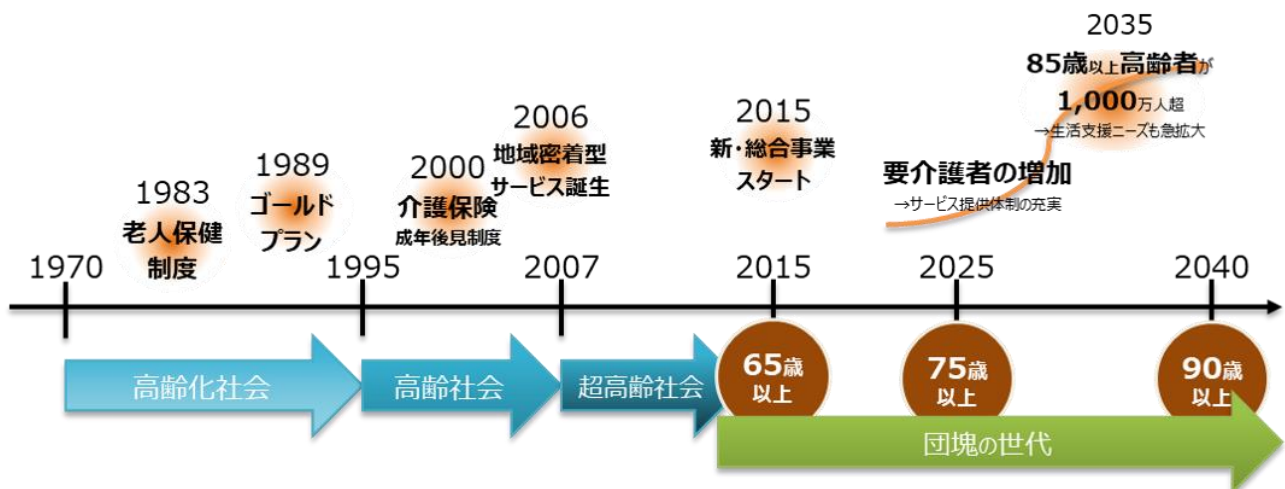 1983
老人保健
制度
1989
ゴールド
プラン
2000
介護保険
成年後見制度
2006
地域密着型
サービス誕生
2015
新・総合事業
スタート
要介護者の増加
→サービス提供体制の充実
2035
85歳以上高齢者が
1,000万人超
→生活支援ニーズも急拡大
1970
1995
2007
2015
2025
2040
高齢化社会
高齢社会
超高齢社会
65歳
以上
75歳
以上
90歳
以上
団塊の世代